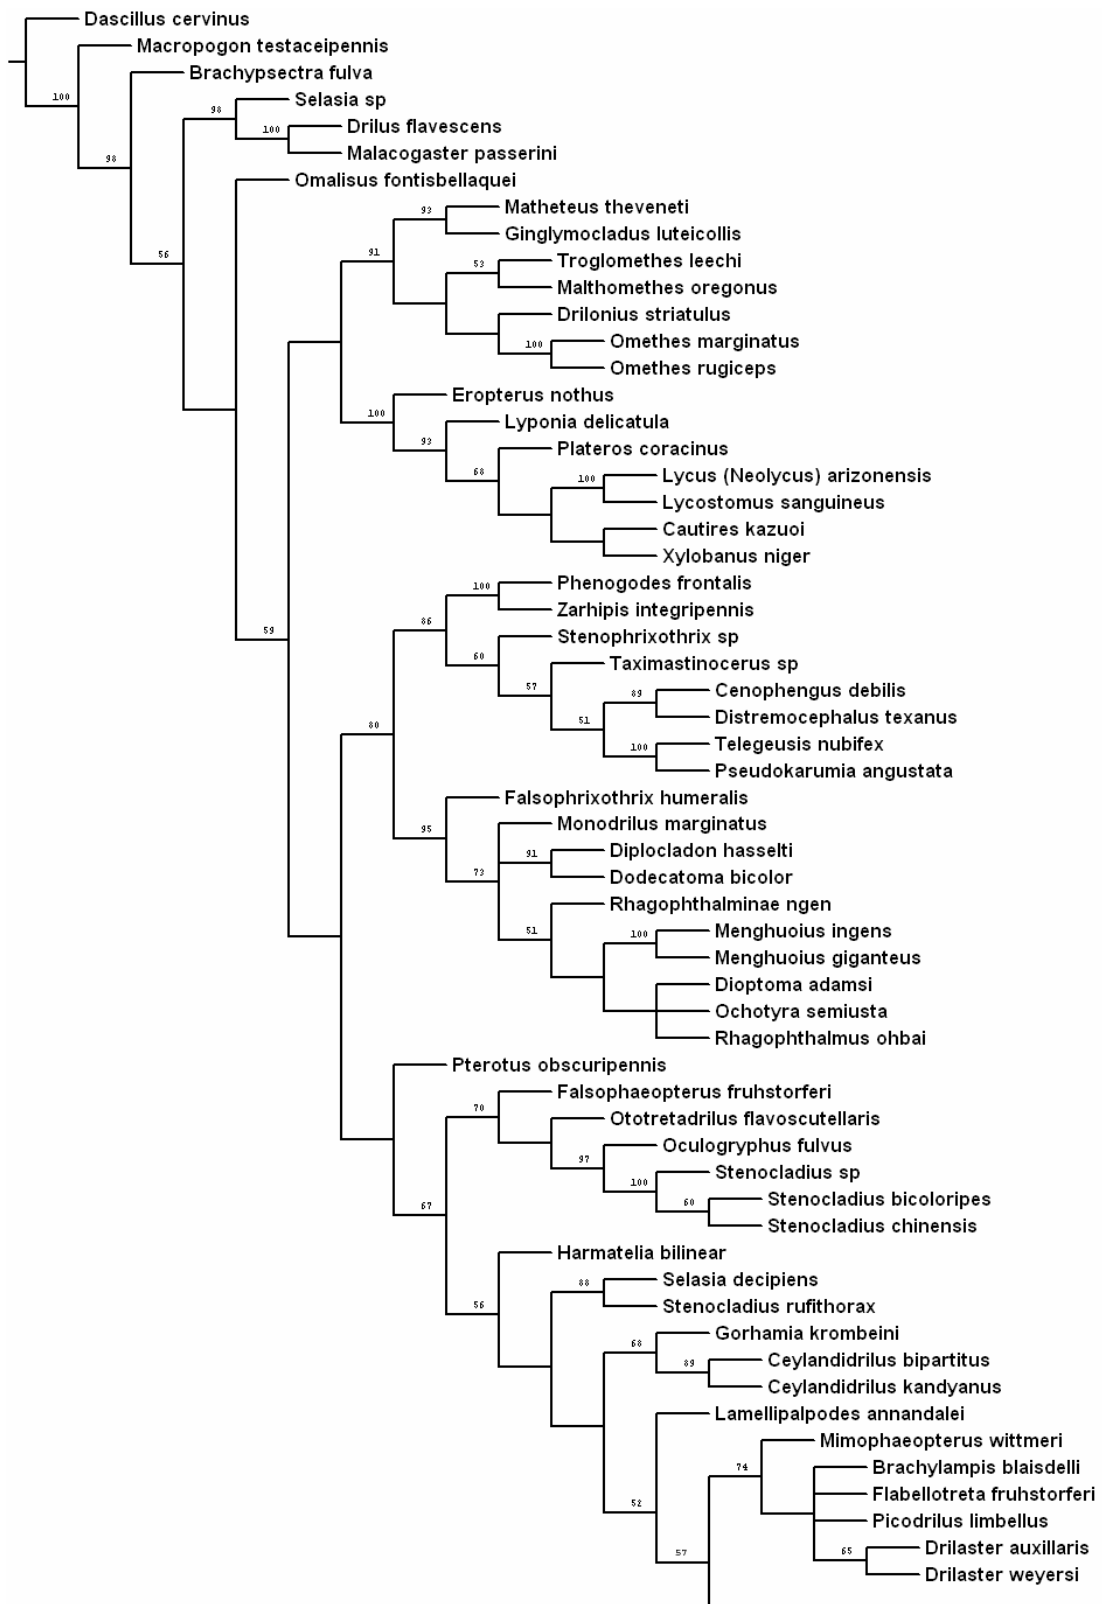 Dascillus cervinus
Macropogon testaceipennis
Brachypsectra fulva
100
98
Selasia sp
100
Drilus flavescens
98
Malacogaster passerini
Omalisus fontisbellaquei
93
Matheteus theveneti
Ginglymocladus luteicollis
56
91
53
Troglomethes leechi
Malthomethes oregonus
Drilonius striatulus
100
Omethes marginatus
Omethes rugiceps
Eropterus nothus
100
Lyponia delicatula
93
Plateros coracinus
68
100
Lycus (Neolycus) arizonensis
Lycostomus sanguineus
Cautires kazuoi
Xylobanus niger
100
Phenogodes frontalis
Zarhipis integripennis
59
86
Stenophrixothrix sp
60
Taximastinocerus sp
57
89
Cenophengus debilis
Distremocephalus texanus
80
51
Telegeusis nubifex
100
Pseudokarumia angustata
Falsophrixothrix humeralis
Monodrilus marginatus
95
91
Diplocladon hasselti
73
Dodecatoma bicolor
Rhagophthalminae ngen
51
100
Menghuoius ingens
Menghuoius giganteus
Dioptoma adamsi
Ochotyra semiusta
Rhagophthalmus ohbai
Pterotus obscuripennis
Falsophaeopterus fruhstorferi
70
Ototretadrilus flavoscutellaris
Oculogryphus fulvus
97
Stenocladius sp
100
Stenocladius bicoloripes
67
60
Stenocladius chinensis
Harmatelia bilinear
88
Selasia decipiens
56
Stenocladius rufithorax
Gorhamia krombeini
68
Ceylandidrilus bipartitus
89
Ceylandidrilus kandyanus
Lamellipalpodes annandalei
Mimophaeopterus wittmeri
74
Brachylampis blaisdelli
Flabellotreta fruhstorferi
52
Picodrilus limbellus
57
65
Drilaster auxillaris
Drilaster weyersi